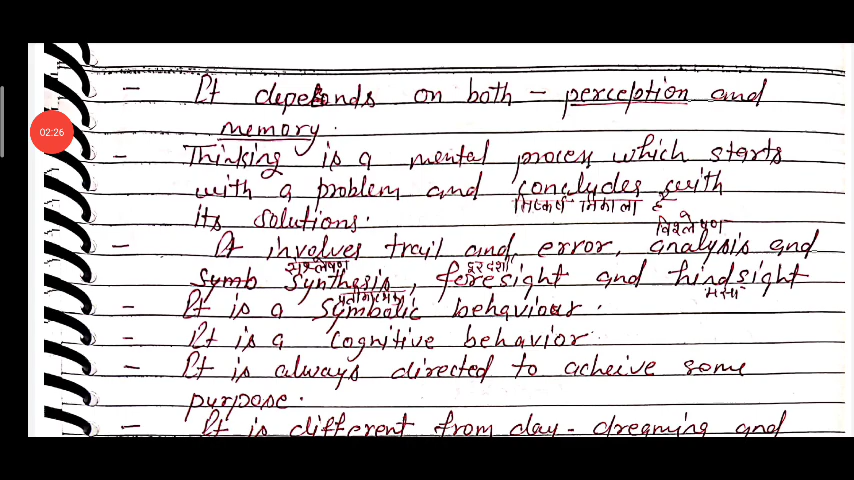 02:26
- It depends on both - perception and
memory.
- Thinking is a mental process which starts
with a problem and concludes with
निष्कर्ष निकाला है
its solutions.
विश्लेषण
- It involves trail and error, analysis and
संश्लेषण दूरदर्शी
symb synthesis, foresight and hindsight
प्रतीकात्मक
- It is a symbolic behaviour.
- It is a cognitive behavior
- It is always directed to acheive some
purpose.
- It is different from day-dreaming and